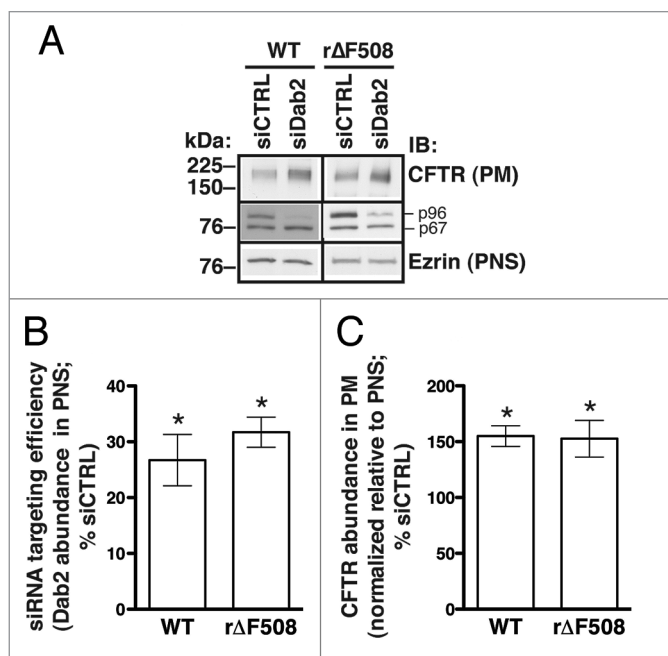 A
WT rΔF508
siCTRL siDab2 siCTRL siDab2
kDa: IB:
225–
150–
CFTR (PM)
76–
– p96
– p67
76–
Ezrin (PNS)
B
siRNA targeting efficiency
(Dab2 abundance in PNS;
% siCTRL)
40
30
20
10
0
* *
WT rΔF508
C
CFTR abundance in PM
(normalized relative to PNS;
% siCTRL)
200
150
100
50
0
* *
WT rΔF508